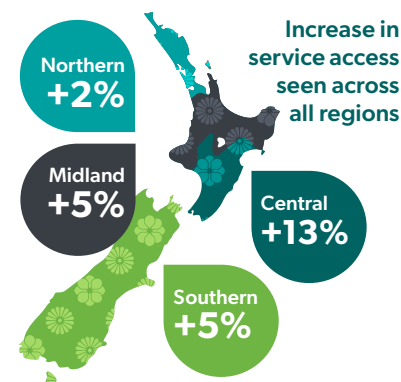 Increase in
service access
seen across
all regions
Northern
+2%
Midland
+5%
Central
+13%
Southern
+5%